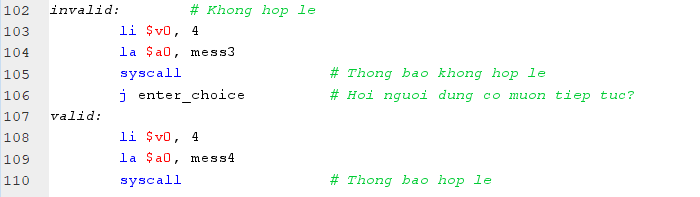 102 invalid: # Khong hop le
103 li $v0, 4
104 la $a0, mess3
105 syscall # Thong bao khong hop le
106 j enter_choice # Hoi nguoi dung co muon tiep tuc?
107 valid:
108 li $v0, 4
109 la $a0, mess4
110 syscall # Thong bao hop le